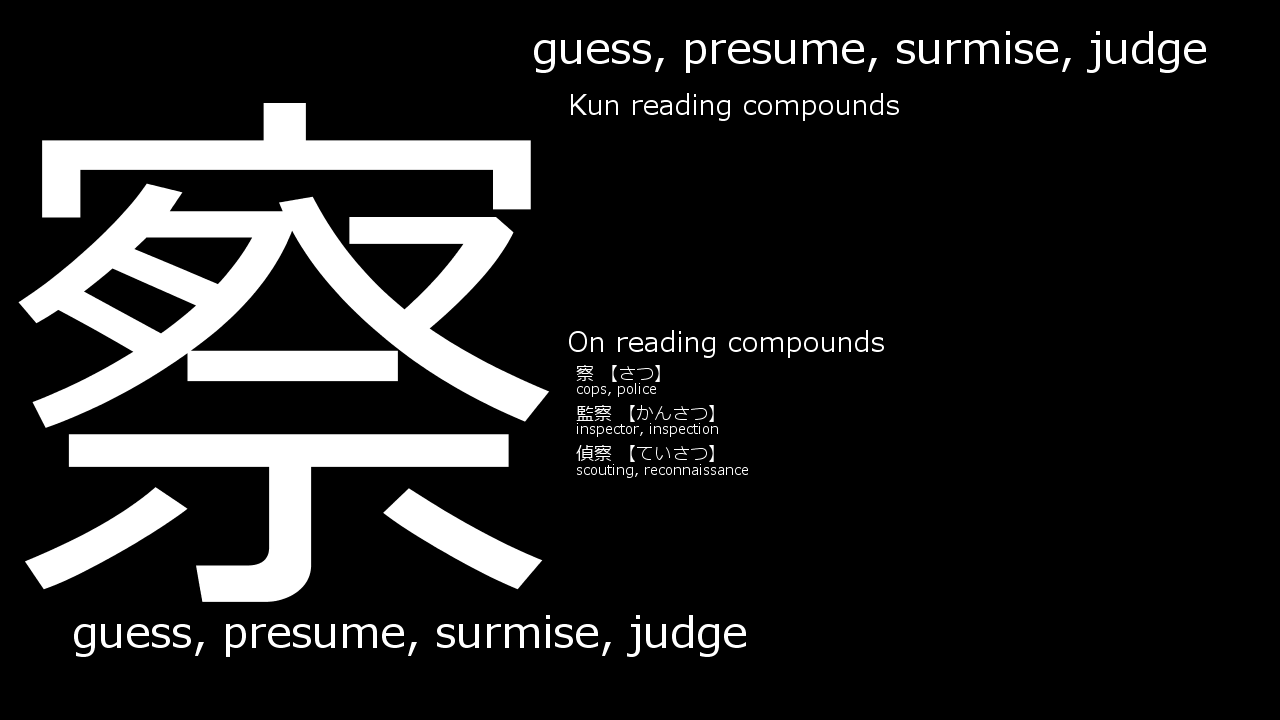 guess, presume, surmise, judge
Kun reading compounds
察
On reading compounds
察 【さつ】
cops, police
監察 【かんさつ】
inspector, inspection
偵察 【ていさつ】
scouting, reconnaissance
guess, presume, surmise, judge